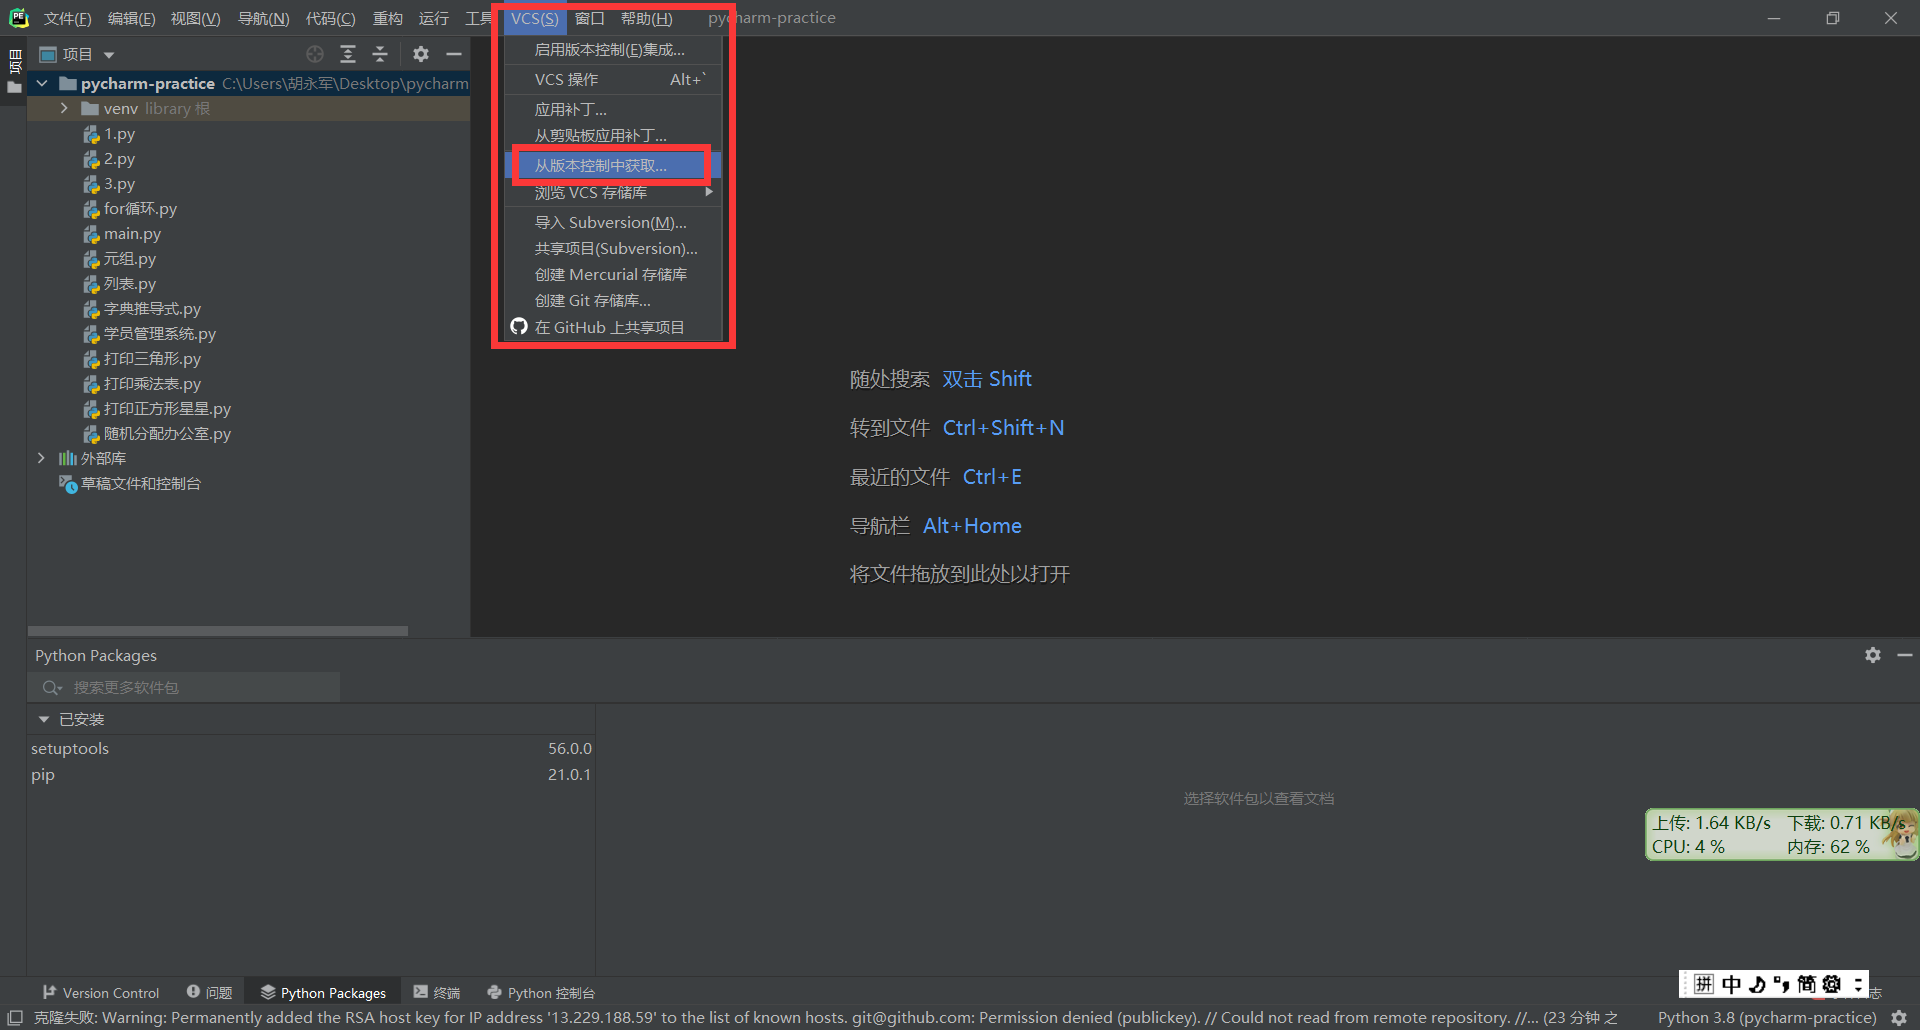 文件(F) 编辑(E) 视图(V) 导航(N) 代码(C) 重构 运行 工具 VCS(S) 窗口 帮助(H) pycharm-practice
项目
项目
pycharm-practice C:\Users\胡永军\Desktop\pycharm
venv library 根
1.py
2.py
3.py
for循环.py
main.py
元组.py
列表.py
字典推导式.py
学员管理系统.py
打印三角形.py
打印乘法表.py
打印正方形星星.py
随机分配办公室.py
外部库
草稿文件和控制台
启用版本控制(E)集成...
VCS 操作 Alt+`
应用补丁...
从剪贴板应用补丁...
从版本控制中获取...
浏览 VCS 存储库
导入 Subversion(M)...
共享项目(Subversion)...
创建 Mercurial 存储库
创建 Git 存储库...
在 GitHub 上共享项目
随处搜索 双击 Shift
转到文件 Ctrl+Shift+N
最近的文件 Ctrl+E
导航栏 Alt+Home
将文件拖放到此处以打开
Python Packages
搜索更多软件包
已安装
setuptools 56.0.0
pip 21.0.1
选择软件包以查看文档
上传: 1.64 KB/s 下载: 0.71 KB/s
CPU: 4 % 内存: 62 %
拼 中 简
Version Control 问题 Python Packages 终端 Python 控制台
克隆失败: Warning: Permanently added the RSA host key for IP address '13.229.188.59' to the list of known hosts. git@github.com: Permission denied (publickey). // Could not read from remote repository. //... (23 分钟 之 Python 3.8 (pycharm-practice)